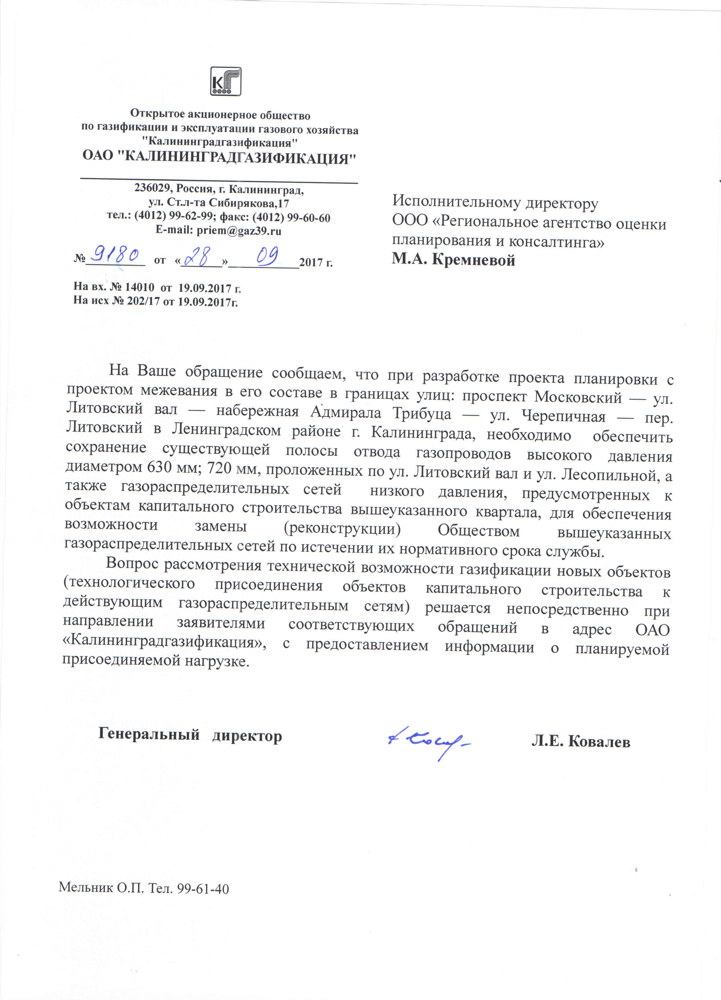 КГ
Открытое акционерное общество
по газификации и эксплуатации газового хозяйства
"Калининградгазификация"
ОАО "КАЛИНИНГРАДГАЗИФИКАЦИЯ"
236029, Россия, г. Калининград,
ул. Ст.л-та Сибирякова,17
тел.: (4012) 99-62-99; факс: (4012) 99-60-60
E-mail: priem@gaz39.ru
№ 9180 от «28» 09 2017 г.
На вх. № 14010 от 19.09.2017 г.
На исх № 202/17 от 19.09.2017г.
Исполнительному директору
ООО «Региональное агентство оценки
планирования и консалтинга»
М.А. Кремневой
На Ваше обращение сообщаем, что при разработке проекта планировки с
проектом межевания в его составе в границах улиц: проспект Московский — ул.
Литовский вал — набережная Адмирала Трибуца — ул. Черепичная — пер.
Литовский в Ленинградском районе г. Калининграда, необходимо обеспечить
сохранение существующей полосы отвода газопроводов высокого давления
диаметром 630 мм; 720 мм, проложенных по ул. Литовский вал и ул. Лесопильной, а
также газораспределительных сетей низкого давления, предусмотренных к
объектам капитального строительства вышеуказанного квартала, для обеспечения
возможности замены (реконструкции) Обществом вышеуказанных
газораспределительных сетей по истечении их нормативного срока службы.
Вопрос рассмотрения технической возможности газификации новых объектов
(технологического присоединения объектов капитального строительства к
действующим газораспределительным сетям) решается непосредственно при
направлении заявителями соответствующих обращений в адрес ОАО
«Калининградгазификация», с предоставлением информации о планируемой
присоединяемой нагрузке.
Генеральный директор Л.Е. Ковалев
Мельник О.П. Тел. 99-61-40